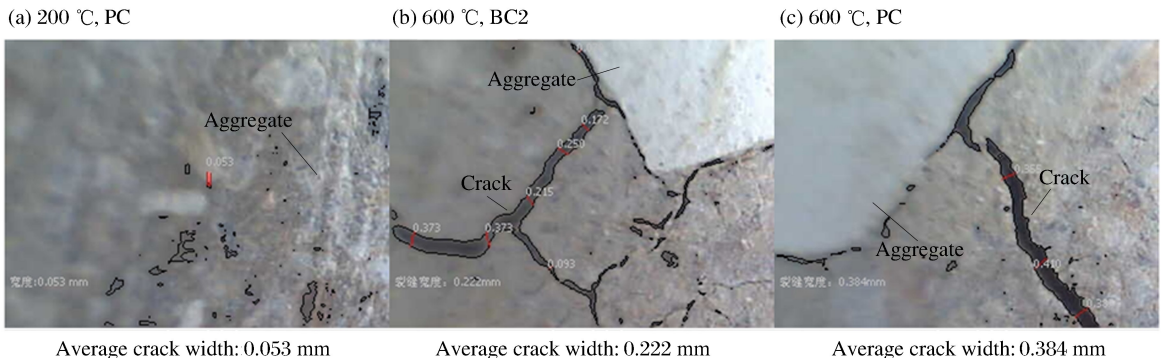 (a) 200 ℃, PC
(b) 600 ℃, BC2
(c) 600 ℃, PC
Aggregate
0.053
宽度:0.053 mm
Aggregate
0.172
0.250
Crack
0.215
0.373
0.373
0.093
裂缝宽度: 0.222mm
Crack
Aggregate
0.410
裂缝宽度: 0.384mm
Average crack width: 0.053 mm
Average crack width: 0.222 mm
Average crack width: 0.384 mm